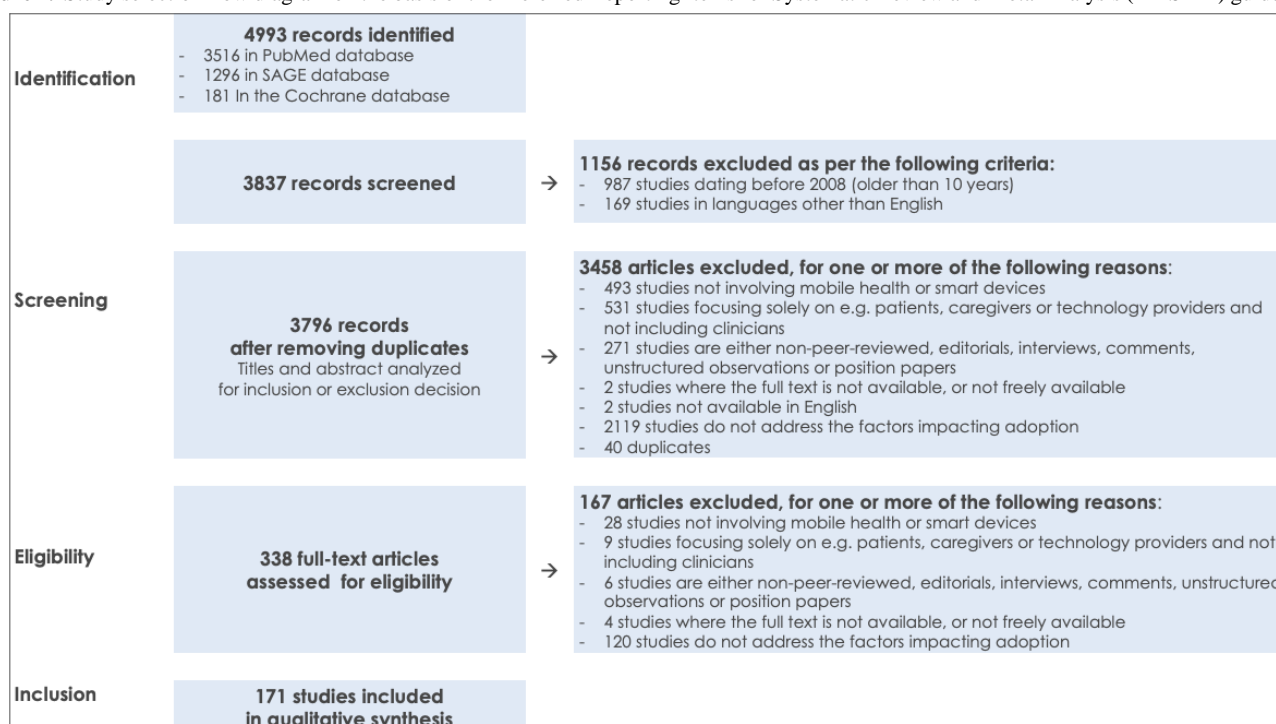 4993 records identified
- 3516 in PubMed database
- 1296 in SAGE database
- 181 In the Cochrane database
Identification
3837 records screened
→
1156 records excluded as per the following criteria:
- 987 studies dating before 2008 (older than 10 years)
- 169 studies in languages other than English
Screening
3796 records
after removing duplicates
Titles and abstract analyzed
for inclusion or exclusion decision
→
3458 articles excluded, for one or more of the following reasons:
- 493 studies not involving mobile health or smart devices
- 531 studies focusing solely on e.g. patients, caregivers or technology providers and
not including clinicians
- 271 studies are either non-peer-reviewed, editorials, interviews, comments,
unstructured observations or position papers
- 2 studies where the full text is not available, or not freely available
- 2 studies not available in English
- 2119 studies do not address the factors impacting adoption
- 40 duplicates
Eligibility
338 full-text articles
assessed for eligibility
→
167 articles excluded, for one or more of the following reasons:
- 28 studies not involving mobile health or smart devices
- 9 studies focusing solely on e.g. patients, caregivers or technology providers and not
including clinicians
- 6 studies are either non-peer-reviewed, editorials, interviews, comments, unstructured
observations or position papers
- 4 studies where the full text is not available, or not freely available
- 120 studies do not address the factors impacting adoption
Inclusion
171 studies included
in qualitative synthesis